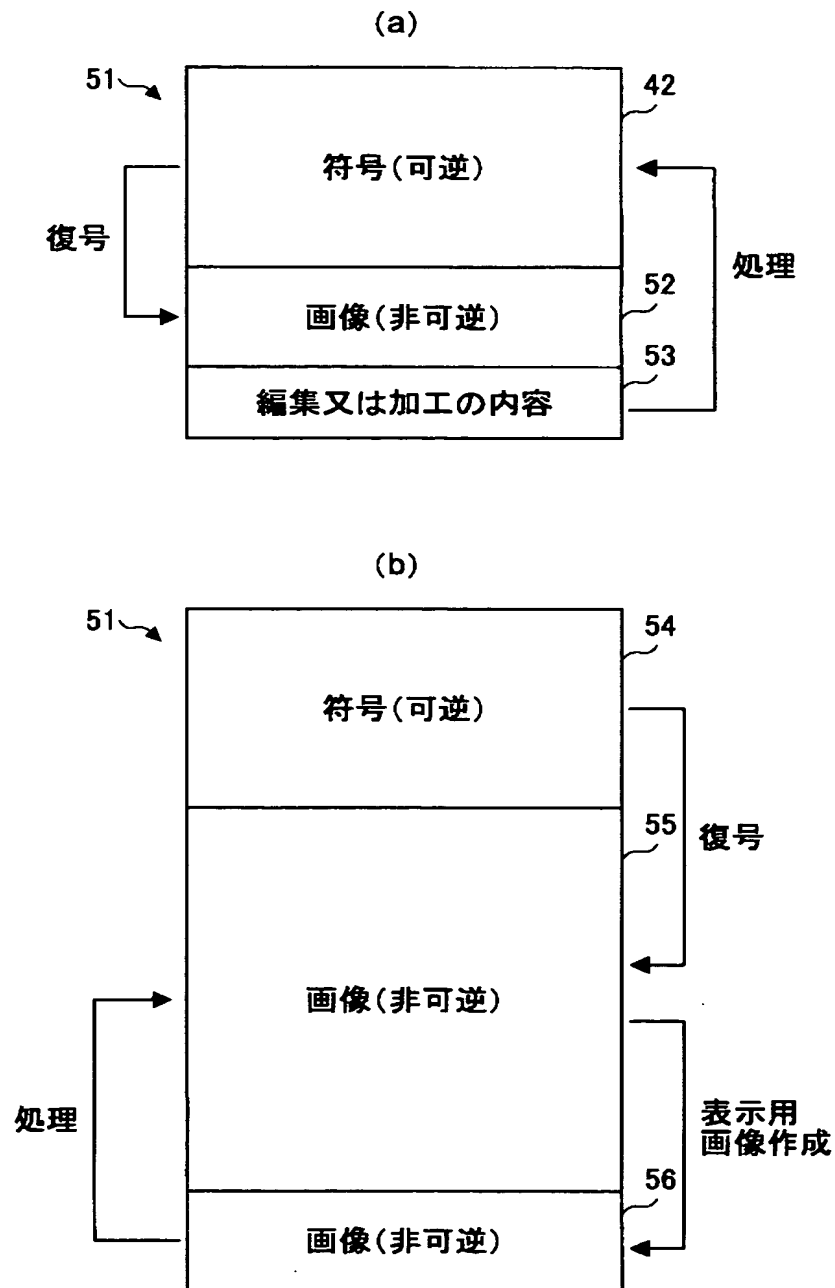 (a)
51
42
符号(可逆)
復号
処理
52
画像(非可逆)
53
編集又は加工の内容
(b)
51
54
符号(可逆)
55
復号
画像(非可逆)
処理
表示用
画像作成
56
画像(非可逆)